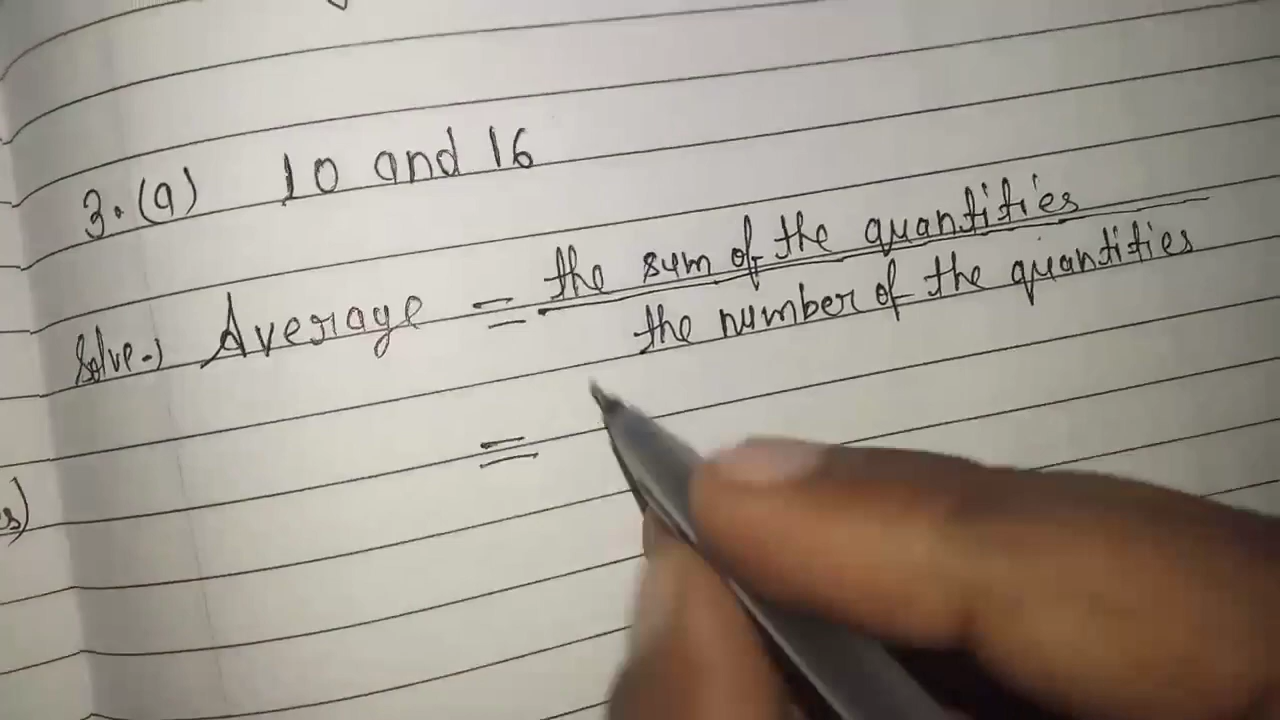 3. (a) 10 and 16
Solve → Average = the sum of the quantities
the number of the quantities
=
s)